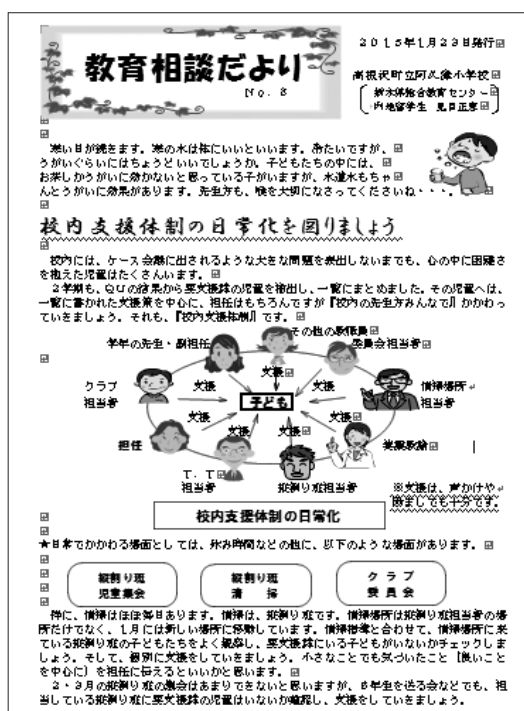 2015年1月23日発行
教育相談だより
No. 8
高根沢町立阿久津小学校
栃木県総合教育センター
内地留学生 見目正恵
寒い日が続きます。寒の水は体にいいといいます。冷たいですが、
うがいぐらいにはちょうどいいでしょうか。子どもたちの中には、
お茶しかうがいに効かないと思っている子がいますが、水道水もちゃ
んとうがいに効果があります。先生方も、喉を大切になさってくださいね・・・。
校内支援体制の日常化を図りましょう
校内には、ケース会議に出されるような大きな問題を表出しないまでも、心の中に困難さ
を抱えた児童はたくさんいます。
2学期も、QUの結果から要支援群の児童を抽出し、一覧にまとめました。その児童へは、
一覧に書かれた支援策を中心に、担任はもちろんですが『校内の先生方みんなで』かかわっ
ていきましょう。それも、『校内支援体制』です。
その他の教職員
学年の先生・副担任
委員会担当者
支援
支援
支援
クラブ
担当者
清掃場所
担当者
子ども
支援
支援
担任
支援
支援
養護教諭
T.T
担当者
縦割り班担当者
※支援は、声かけや
励ましでも十分です。
校内支援体制の日常化
★日常でかかわる場面としては、休み時間などの他に、以下のような場面があります。
縦割り班
児童集会
縦割り班
清 掃
クラブ
委員会
特に、清掃はほぼ毎日あります。清掃は、縦割り班です。清掃場所は縦割り班担当者の場
所だけでなく、1月には新しい場所に移動しています。清掃指導と合わせて、清掃場所に来
ている縦割り班の子どもたちをよく観察し、要支援群にいる子どもがいないかチェックしま
しょう。そして、個別に支援をしていきましょう。小さなことでも気づいたこと(良いこと
を中心に)を担任に伝えるといいかと思います。
2・3月の縦割り班の集会はあまりできないと思いますが、6年生を送る会などでも、担
当している縦割り班に要支援群の児童はいないか確認し、支援をしていきましょう。